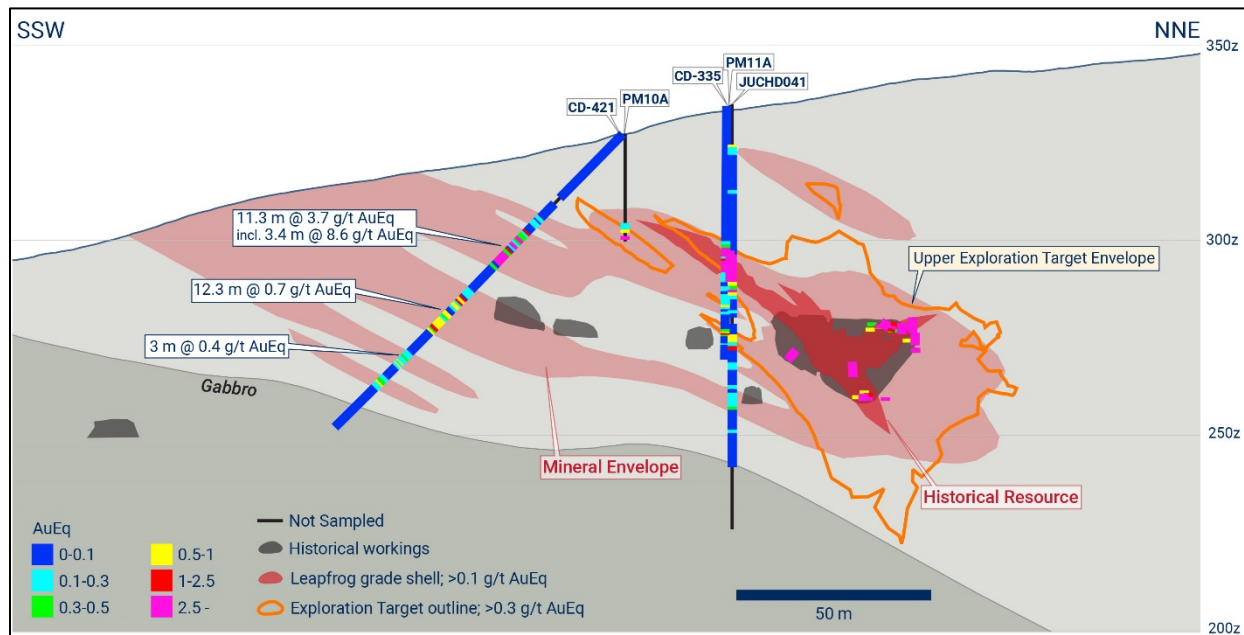 SSW
NNE
350z
PM11A
CD-335
JUCHD041
CD-421
PM10A
11.3 m @ 3.7 g/t AuEq
incl. 3.4 m @ 8.6 g/t AuEq
300z
Upper Exploration Target Envelope
12.3 m @ 0.7 g/t AuEq
3 m @ 0.4 g/t AuEq
Gabbro
250z
Mineral Envelope
Historical Resource
AuEq
0-0.1
0.1-0.3
0.3-0.5
0.5-1
1-2.5
2.5 -
Not Sampled
Historical workings
Leapfrog grade shell; >0.1 g/t AuEq
Exploration Target outline; >0.3 g/t AuEq
50 m
200z